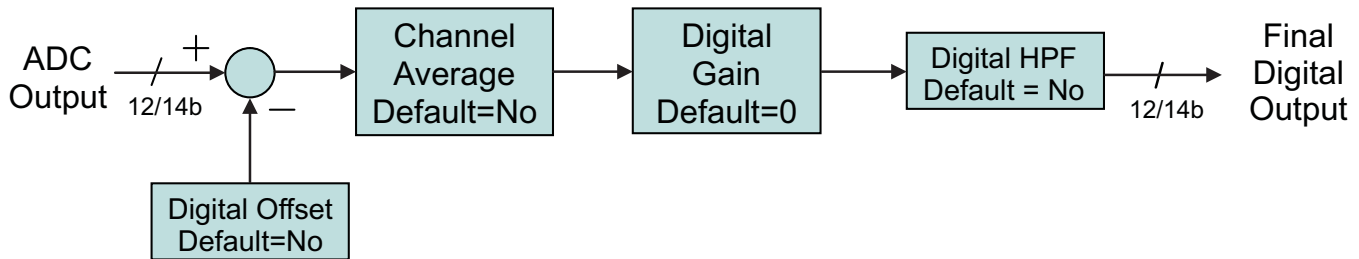 ADC
Output
+
12/14b
−
Digital Offset
Default=No
Channel
Average
Default=No
Digital
Gain
Default=0
Digital HPF
Default = No
12/14b
Final
Digital
Output